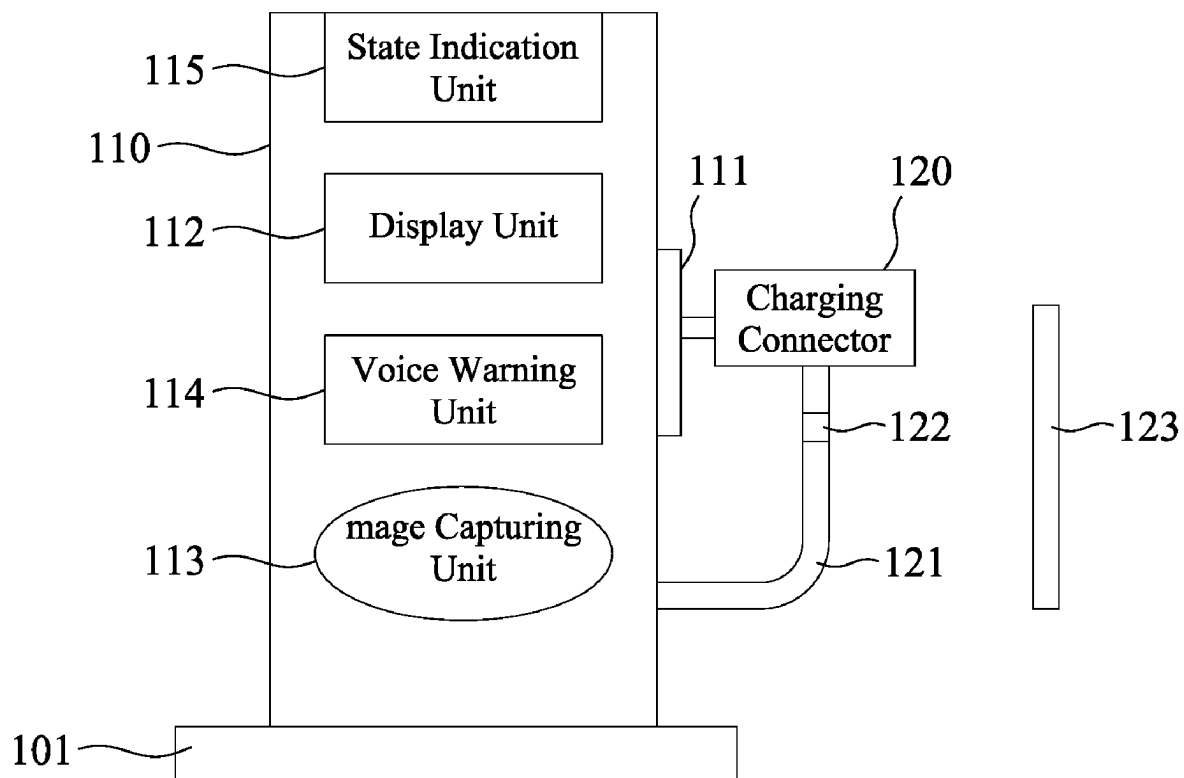 State Indication
Unit
115
110
111
120
Display Unit
112
Charging
Connector
Voice Warning
Unit
114
122
123
mage Capturing
Unit
113
121
101